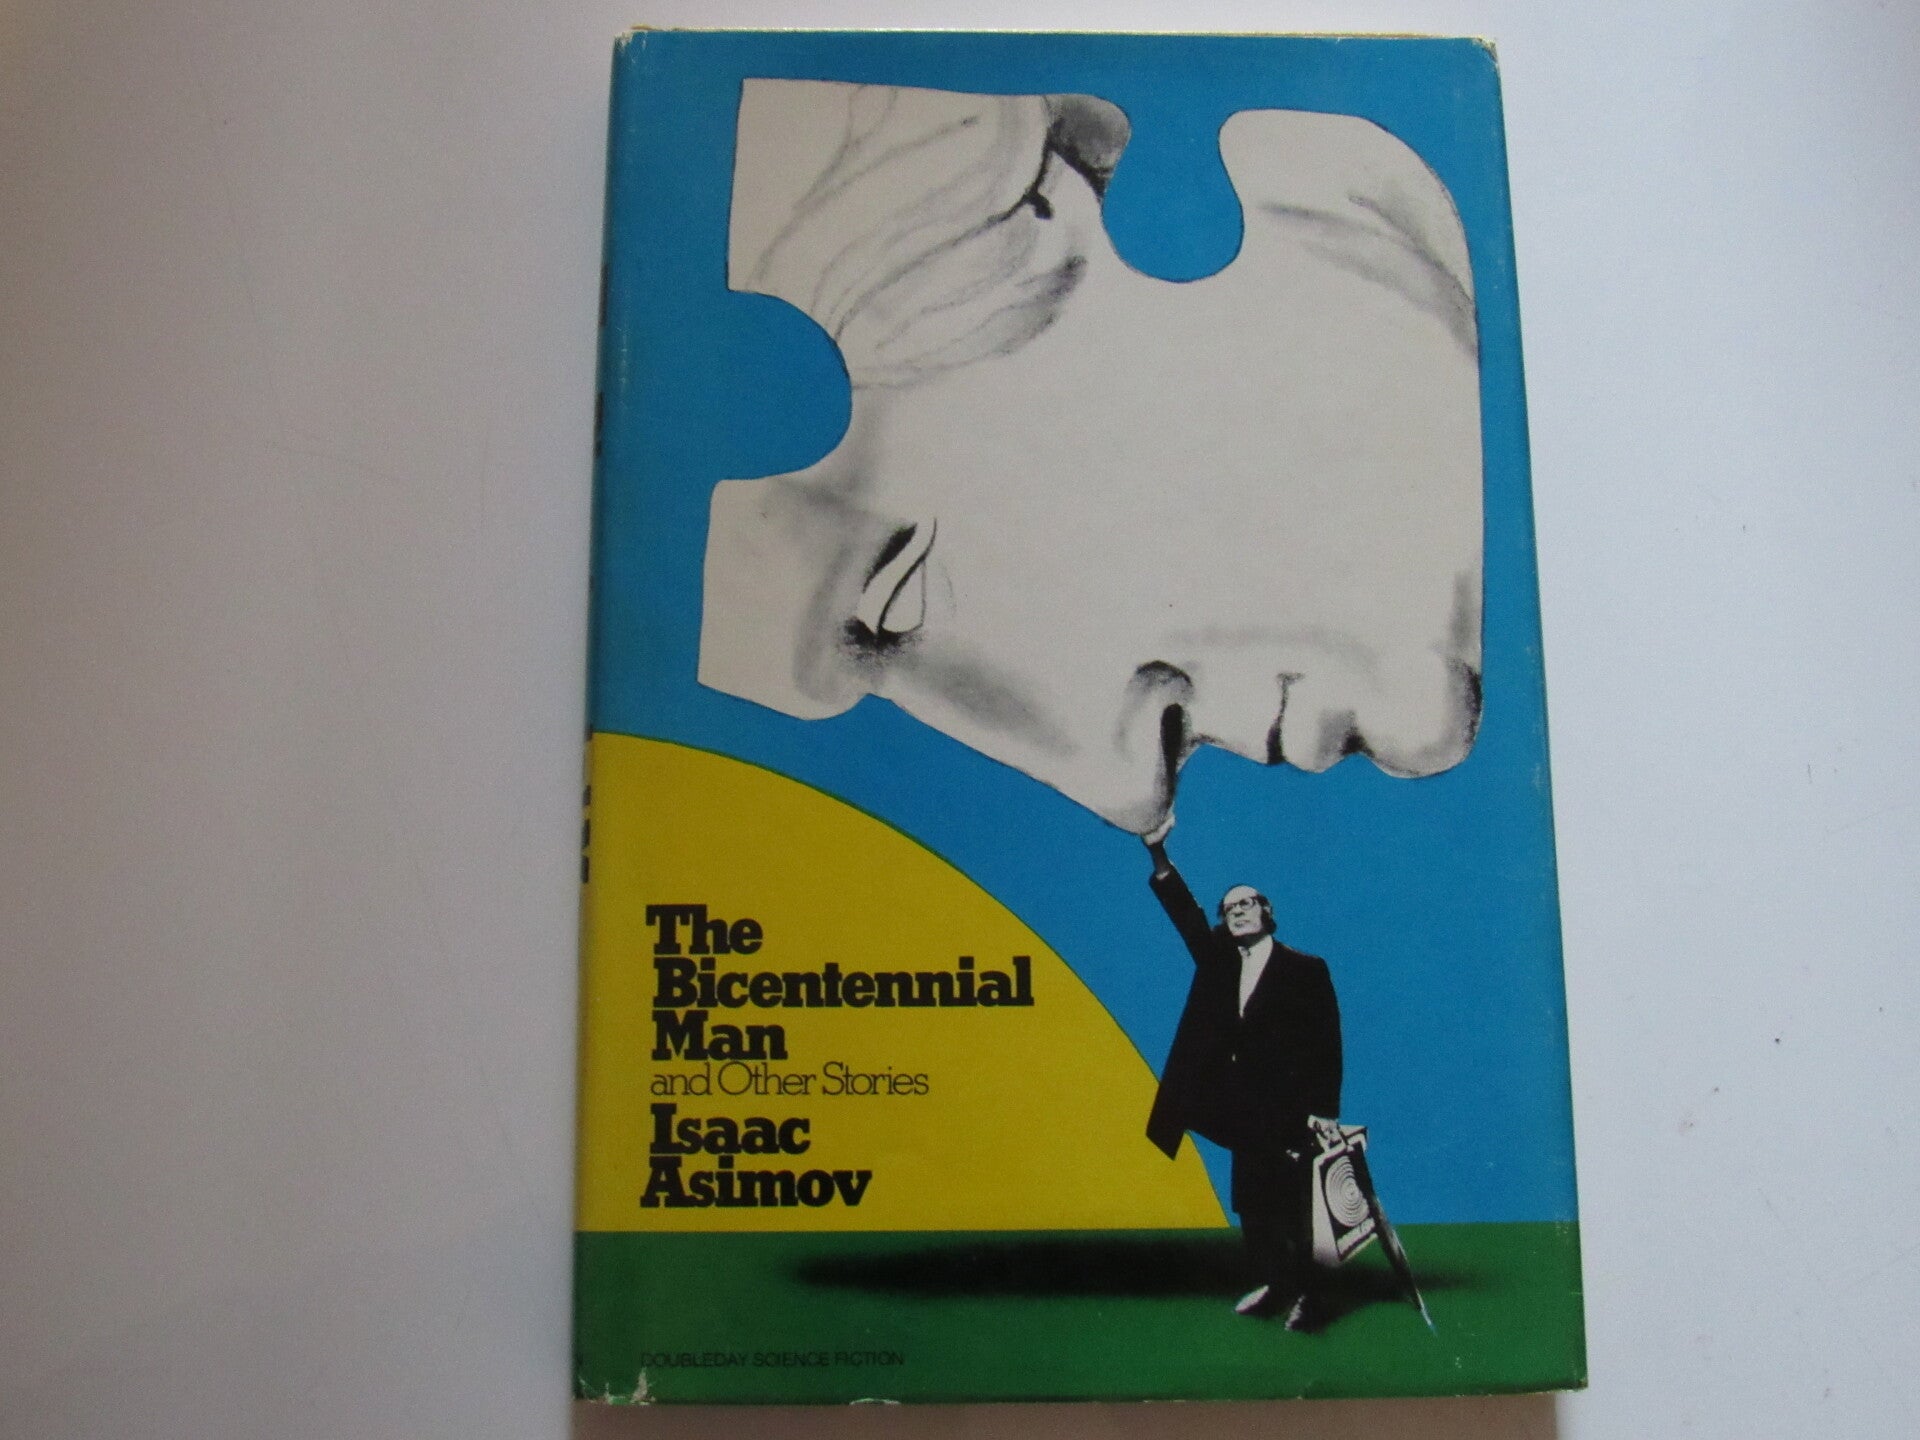 The
Bicentennial
Man
and Other Stories
Isaac
Asimov
DOUBLEDAY SCIENCE FICTION